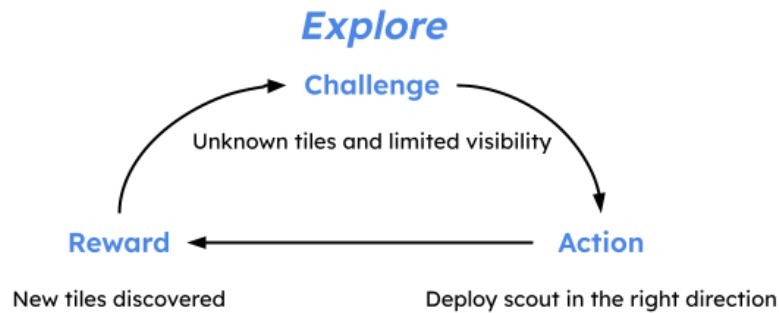 Explore
Challenge
Unknown tiles and limited visibility
Reward
Action
New tiles discovered
Deploy scout in the right direction